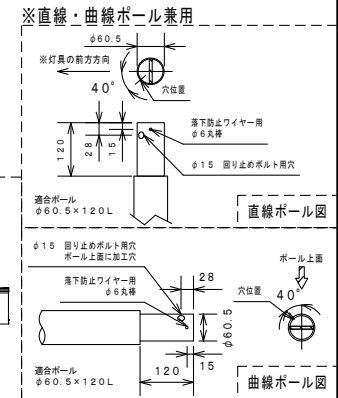 ※直線・曲線ポール兼用
φ60.5
※灯具の前方方向
40°
穴位置
落下防止ワイヤー用
φ6丸棒
120
28
15
φ15 回り止めボルト用穴
適合ポール
φ60.5×120L
直線ポール図
φ15 回り止めボルト用穴
ポール上面に加工穴
落下防止ワイヤー用
φ6丸棒
28
ポール上面
穴位置
40°
φ60.5
15
120
適合ポール
φ60.5×120L
曲線ポール図